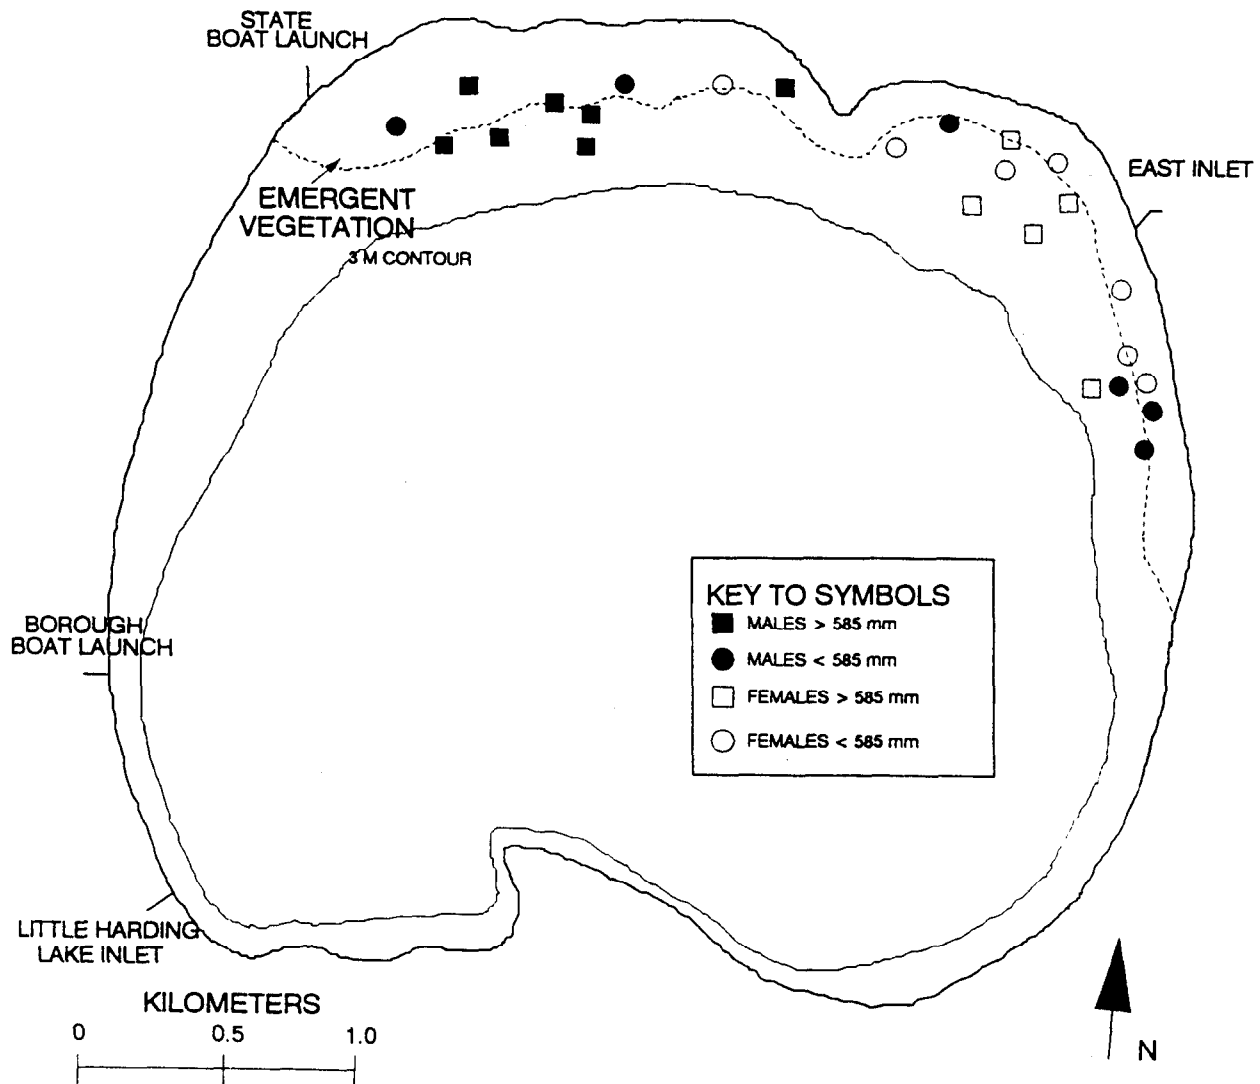 STATE
BOAT LAUNCH
EAST INLET
EMERGENT
VEGETATION
3 M CONTOUR
KEY TO SYMBOLS
MALES > 585 mm
MALES < 585 mm
FEMALES > 585 mm
FEMALES < 585 mm
BOROUGH
BOAT LAUNCH
LITTLE HARDING
LAKE INLET
KILOMETERS
0 0.5 1.0
N